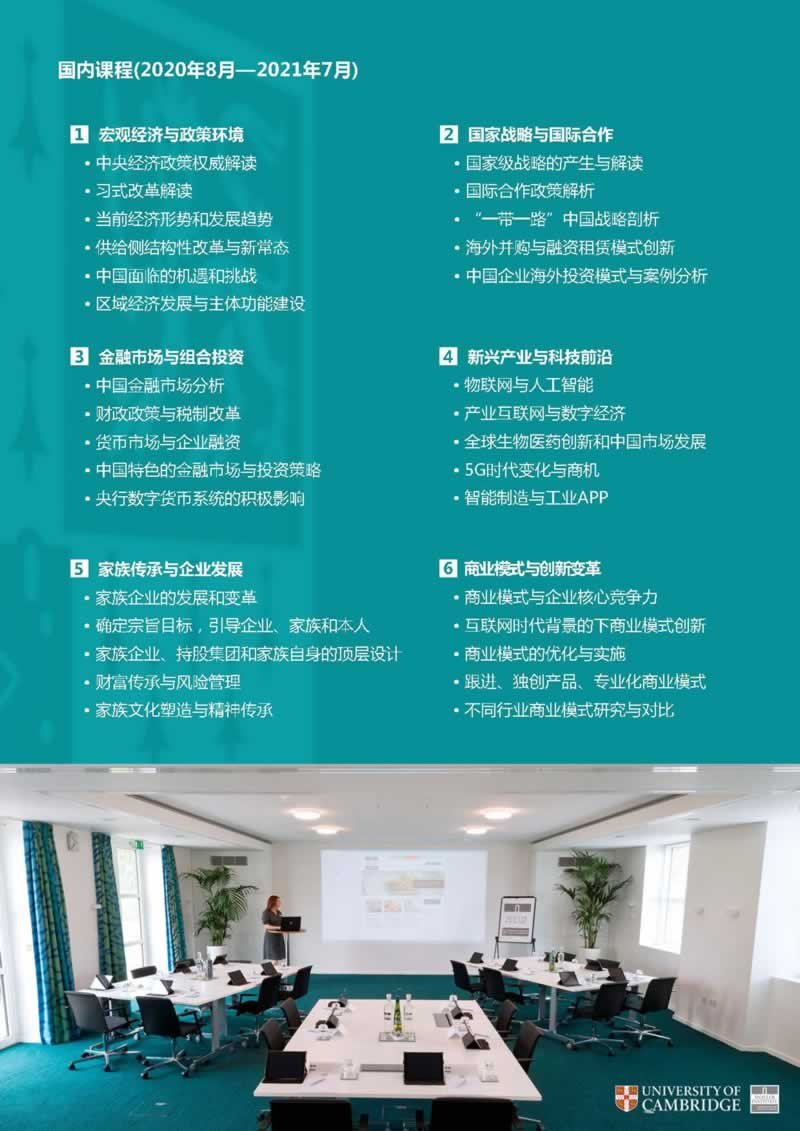 国内课程(2020年8月—2021年7月)
1 宏观经济与政策环境
• 中央经济政策权威解读
• 习式改革解读
• 当前经济形势和发展趋势
• 供给侧结构性改革与新常态
• 中国面临的机遇和挑战
• 区域经济发展与主体功能建设
2 国家战略与国际合作
• 国家级战略的产生与解读
• 国际合作政策解析
• “一带一路”中国战略剖析
• 海外并购与融资租赁模式创新
• 中国企业海外投资模式与案例分析
3 金融市场与组合投资
• 中国金融市场分析
• 财政政策与税制改革
• 货币市场与企业融资
• 中国特色的金融市场与投资策略
• 央行数字货币系统的积极影响
4 新兴产业与科技前沿
• 物联网与人工智能
• 产业互联网与数字经济
• 全球生物医药创新和中国市场发展
• 5G时代变化与商机
• 智能制造与工业APP
5 家族传承与企业发展
• 家族企业的发展和变革
• 确定宗旨目标，引导企业、家族和本人
• 家族企业、持股集团和家族自身的顶层设计
• 财富传承与风险管理
• 家族文化塑造与精神传承
6 商业模式与创新变革
• 商业模式与企业核心竞争力
• 互联网时代背景的下商业模式创新
• 商业模式的优化与实施
• 跟进、独创产品、专业化商业模式
• 不同行业商业模式研究与对比
UNIVERSITY OF
CAMBRIDGE